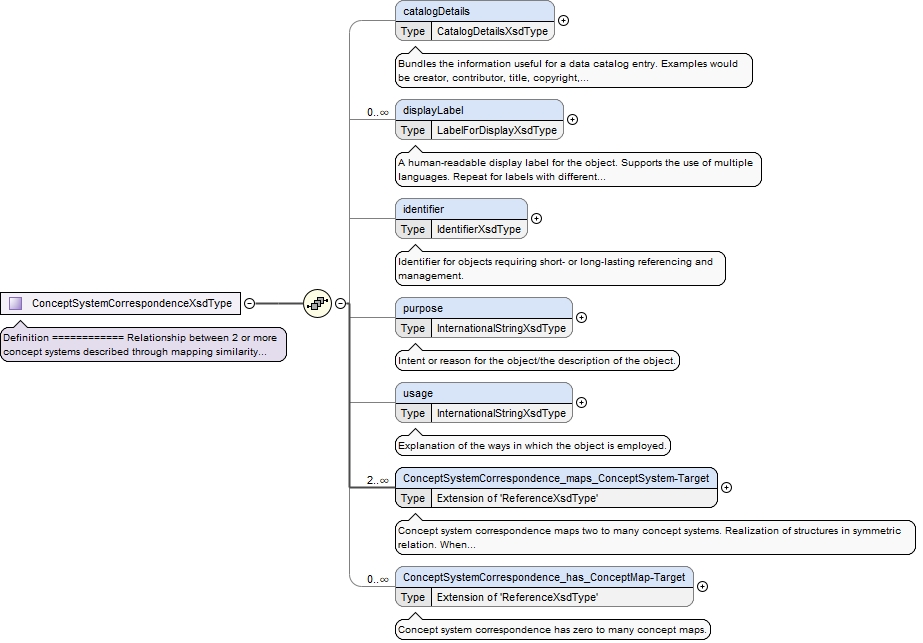 catalogDetails
Type CatalogDetailsXsdType
Bundles the information useful for a data catalog entry. Examples would
be creator, contributor, title, copyright,...
0..∞
displayLabel
Type LabelForDisplayXsdType
A human-readable display label for the object. Supports the use of multiple
languages. Repeat for labels with different...
identifier
Type IdentifierXsdType
Identifier for objects requiring short- or long-lasting referencing and
management.
ConceptSystemCorrespondenceXsdType
Definition ============ Relationship between 2 or more
concept systems described through mapping similarity...
purpose
Type InternationalStringXsdType
Intent or reason for the object/the description of the object.
usage
Type InternationalStringXsdType
Explanation of the ways in which the object is employed.
2..∞
ConceptSystemCorrespondence_maps_ConceptSystem-Target
Type Extension of 'ReferenceXsdType'
Concept system correspondence maps two to many concept systems. Realization of structures in symmetric
relation. When...
0..∞
ConceptSystemCorrespondence_has_ConceptMap-Target
Type Extension of 'ReferenceXsdType'
Concept system correspondence has zero to many concept maps.